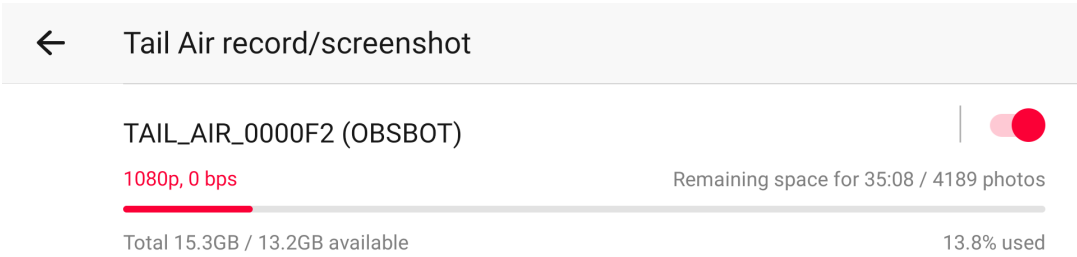 Tail Air record/screenshot
TAIL_AIR_0000F2 (OBSBOT)
1080p, 0 bps
Remaining space for 35:08 / 4189 photos
Total 15.3GB / 13.2GB available
13.8% used